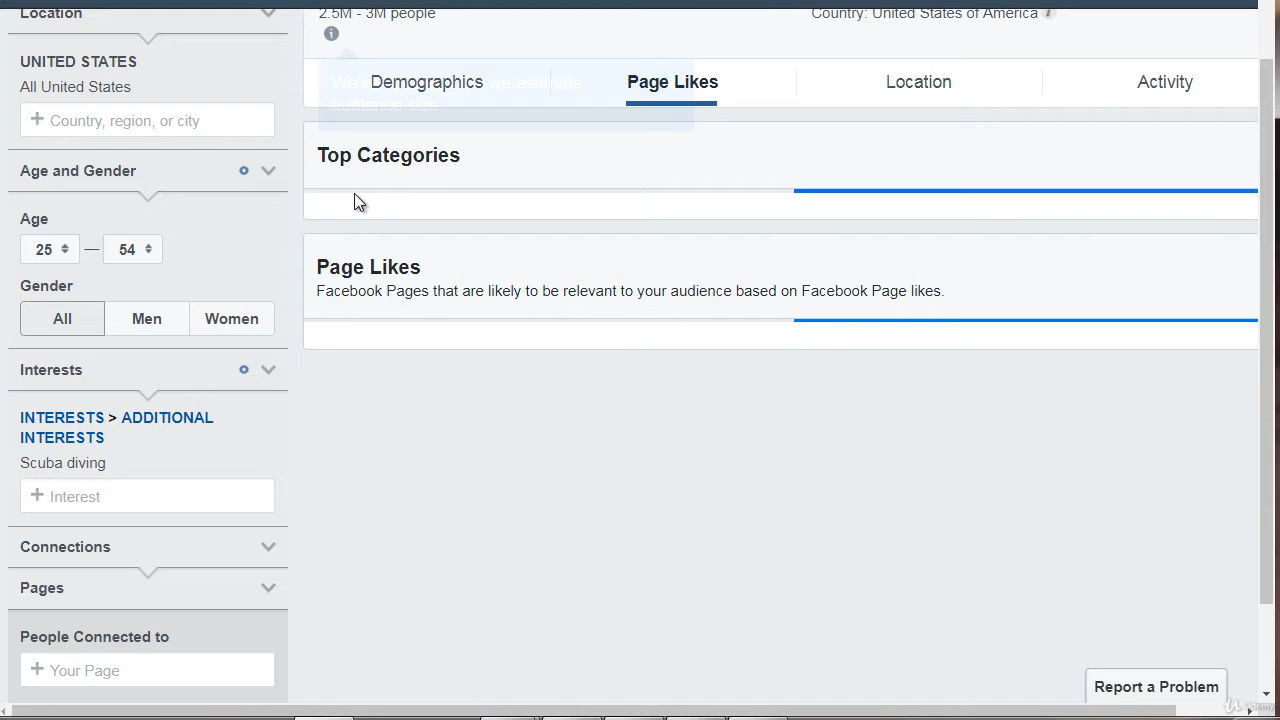 Location
2.5M - 3M people
Country: United States of America
UNITED STATES
All United States
Country, region, or city
Demographics
Page Likes
Location
Activity
Age and Gender
Top Categories
Age
25 — 54
Gender
All
Men
Women
Page Likes
Facebook Pages that are likely to be relevant to your audience based on Facebook Page likes.
Interests
INTERESTS > ADDITIONAL
INTERESTS
Scuba diving
Interest
Connections
Pages
People Connected to
Your Page
Report a Problem
Udemy